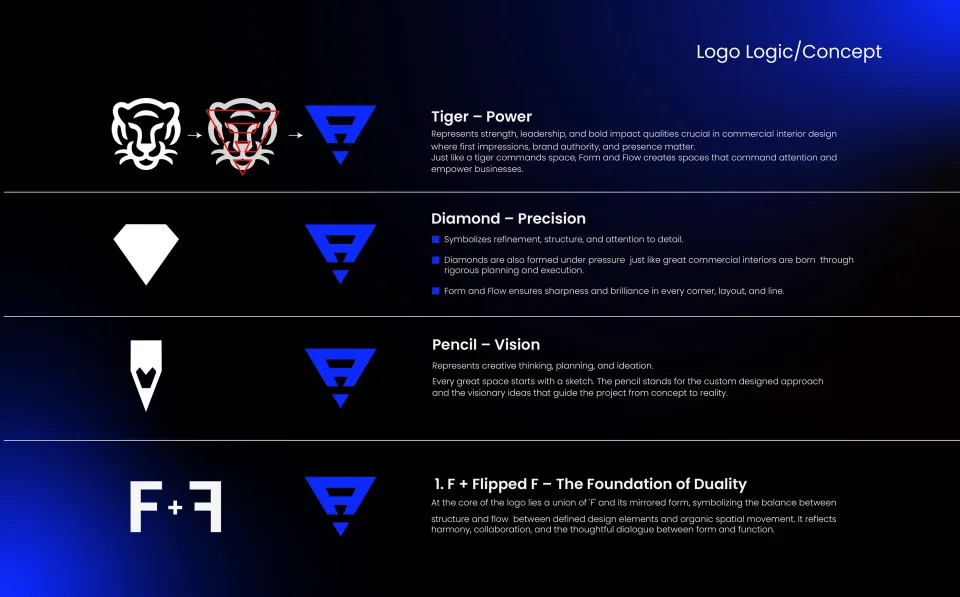 Logo Logic/Concept
Tiger – Power
Represents strength, leadership, and bold impact qualities crucial in commercial interior design
where first impressions, brand authority, and presence matter.
Just like a tiger commands space, Form and Flow creates spaces that command attention and
empower businesses.
Diamond – Precision
Symbolizes refinement, structure, and attention to detail.
Diamonds are also formed under pressure just like great commercial interiors are born through
rigorous planning and execution.
Form and Flow ensures sharpness and brilliance in every corner, layout, and line.
Pencil – Vision
Represents creative thinking, planning, and ideation.
Every great space starts with a sketch. The pencil stands for the custom designed approach
and the visionary ideas that guide the project from concept to reality.
F + F
1. F + Flipped F – The Foundation of Duality
At the core of the logo lies a union of 'F' and its mirrored form, symbolizing the balance between
structure and flow between defined design elements and organic spatial movement. It reflects
harmony, collaboration, and the thoughtful dialogue between form and function.